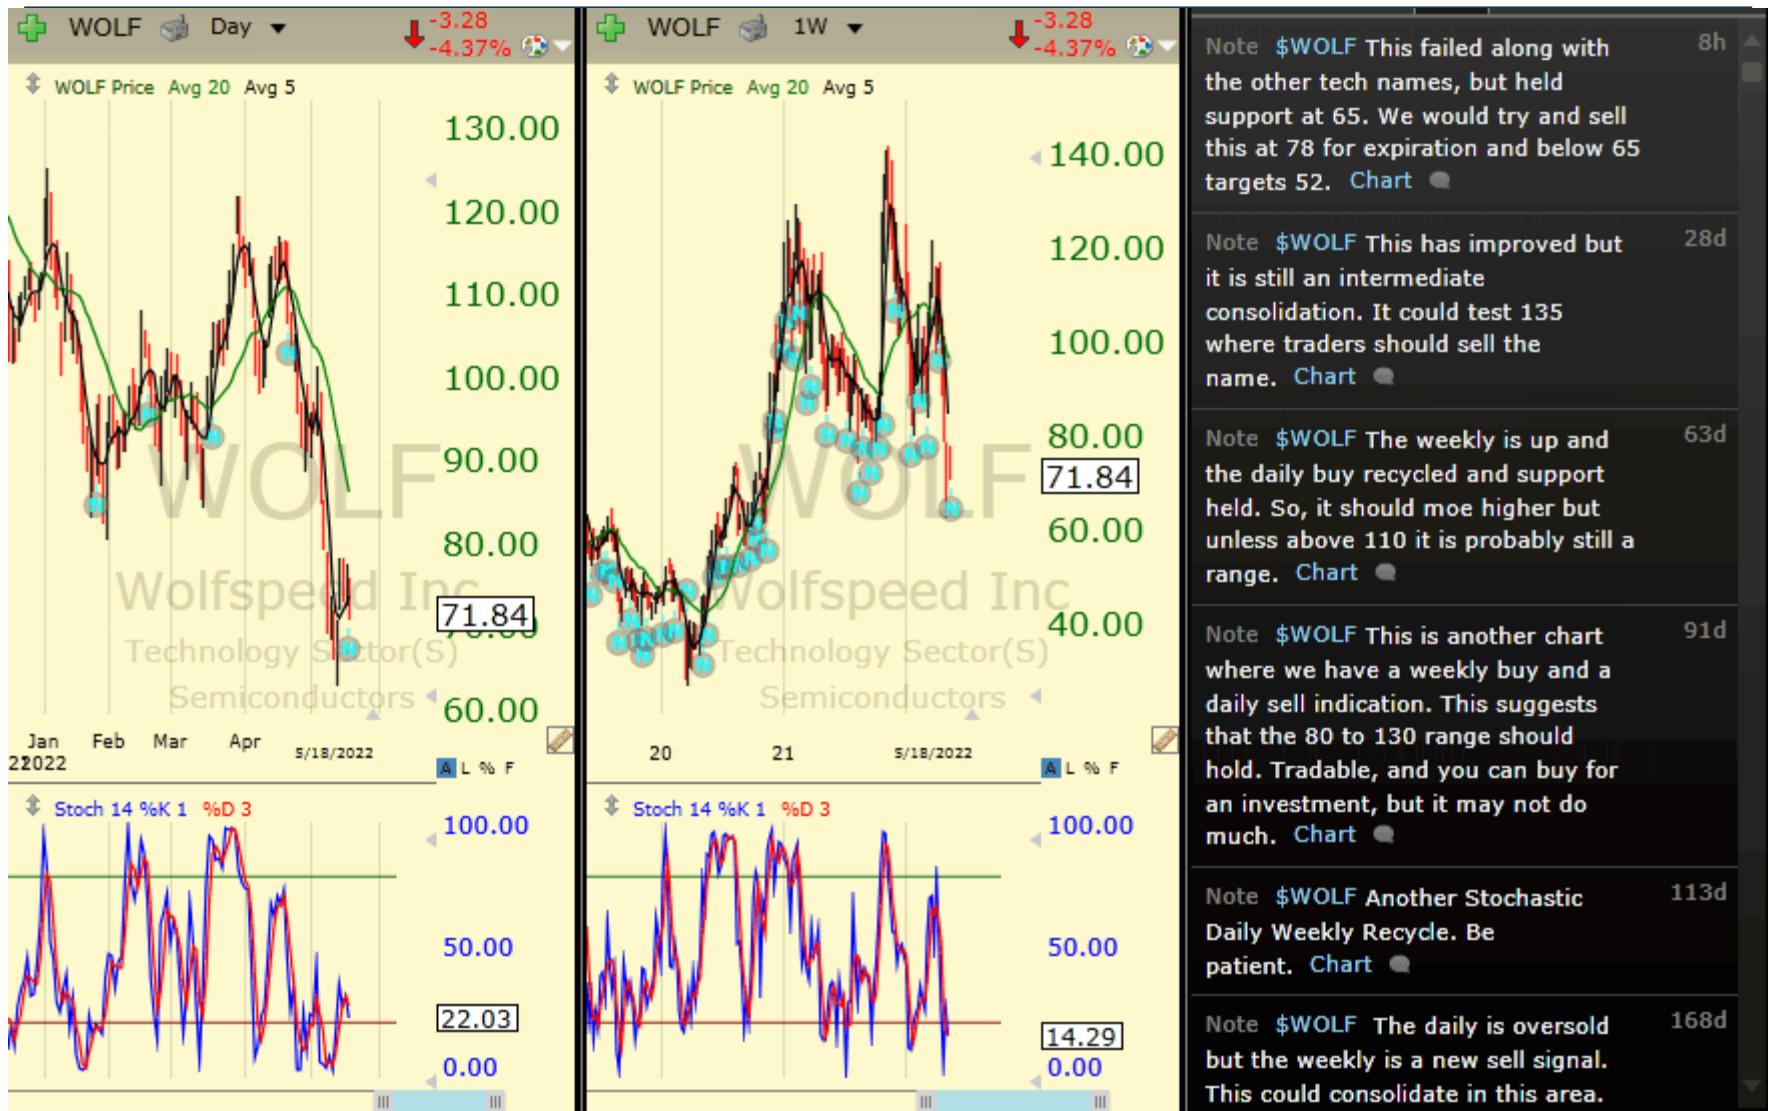 WOLF Day
-3.28
-4.37%
WOLF Price Avg 20 Avg 5
130.00
120.00
110.00
100.00
90.00
80.00
71.84
60.00
WOLF
Wolfspeed Inc
Technology Sector(S)
Semiconductors
Jan Feb Mar Apr 5/18/2022
2022
A L % F
Stoch 14 %K 1 %D 3
100.00
50.00
22.03
0.00
WOLF 1W
-3.28
-4.37%
WOLF Price Avg 20 Avg 5
140.00
120.00
100.00
80.00
71.84
60.00
40.00
WOLF
Wolfspeed Inc
Technology Sector(S)
Semiconductors
20 21 5/18/2022
A L % F
Stoch 14 %K 1 %D 3
100.00
50.00
14.29
0.00
Note $WOLF This failed along with 8h
the other tech names, but held
support at 65. We would try and sell
this at 78 for expiration and below 65
targets 52. Chart
Note $WOLF This has improved but 28d
it is still an intermediate
consolidation. It could test 135
where traders should sell the
name. Chart
Note $WOLF The weekly is up and 63d
the daily buy recycled and support
held. So, it should moe higher but
unless above 110 it is probably still a
range. Chart
Note $WOLF This is another chart 91d
where we have a weekly buy and a
daily sell indication. This suggests
that the 80 to 130 range should
hold. Tradable, and you can buy for
an investment, but it may not do
much. Chart
Note $WOLF Another Stochastic 113d
Daily Weekly Recycle. Be
patient. Chart
Note $WOLF The daily is oversold 168d
but the weekly is a new sell signal.
This could consolidate in this area.